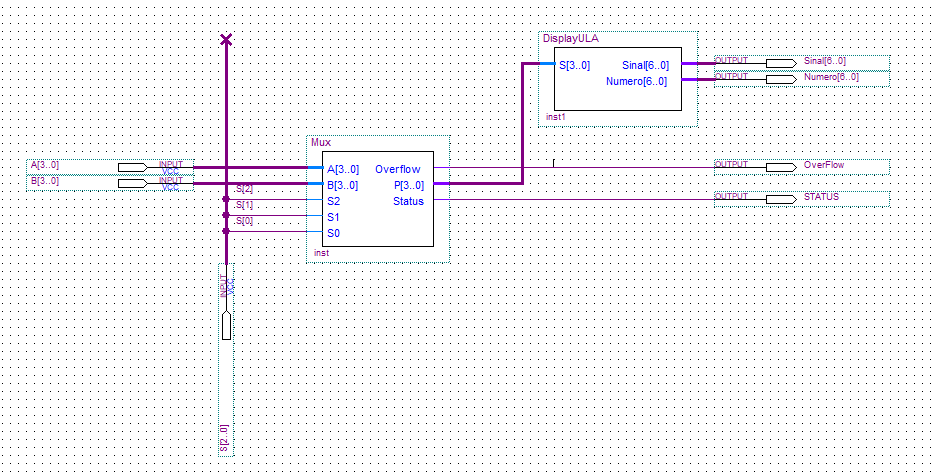 DisplayULA
S[3..0] Sinal[6..0]
Numero[6..0]
inst1
OUTPUT Sinal[6..0]
OUTPUT Numero[6..0]
Mux
A[3..0] INPUT VCC
B[3..0] INPUT VCC
A[3..0] Overflow
B[3..0] P[3..0]
S2 Status
S1
S0
inst
S[2]
S[1]
S[0]
OUTPUT OverFlow
OUTPUT STATUS
INPUT
VCC
S[2..0]